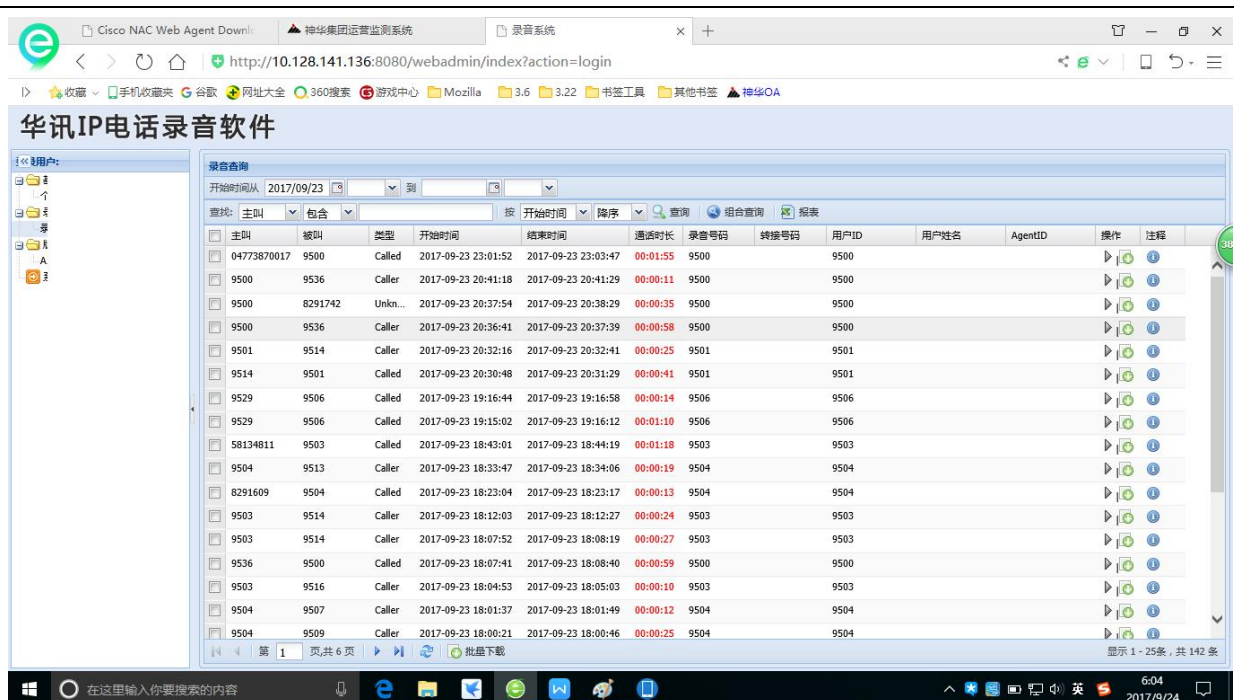 Cisco NAC Web Agent Downlo 神华集团运营监测系统 录音系统
http://10.128.141.136:8080/webadmin/index?action=login
收藏 手机收藏夹 谷歌 网址大全 360搜索 游戏中心 Mozilla 3.6 3.22 书签工具 其他书签 神华OA
华讯IP电话录音软件
用户:
录音查询
个
A
开始时间从 2017/09/23 到
查找: 主叫 包含 按 开始时间 降序 查询 组合查询 报表
主叫 被叫 类型 开始时间 结束时间 通话时长 录音号码 转接号码 用户ID 用户姓名 AgentID 操作 注释
04773870017 9500 Called 2017-09-23 23:01:52 2017-09-23 23:03:47 00:01:55 9500 9500
9500 9536 Caller 2017-09-23 20:41:18 2017-09-23 20:41:29 00:00:11 9500 9500
9500 8291742 Unkn... 2017-09-23 20:37:54 2017-09-23 20:38:29 00:00:35 9500 9500
9500 9536 Caller 2017-09-23 20:36:41 2017-09-23 20:37:39 00:00:58 9500 9500
9501 9514 Caller 2017-09-23 20:32:16 2017-09-23 20:32:41 00:00:25 9501 9501
9514 9501 Called 2017-09-23 20:30:48 2017-09-23 20:31:29 00:00:41 9501 9501
9529 9506 Called 2017-09-23 19:16:44 2017-09-23 19:16:58 00:00:14 9506 9506
9529 9506 Called 2017-09-23 19:15:02 2017-09-23 19:16:12 00:01:10 9506 9506
58134811 9503 Called 2017-09-23 18:43:01 2017-09-23 18:44:19 00:01:18 9503 9503
9504 9513 Caller 2017-09-23 18:33:47 2017-09-23 18:34:06 00:00:19 9504 9504
8291609 9504 Called 2017-09-23 18:23:04 2017-09-23 18:23:17 00:00:13 9504 9504
9503 9514 Caller 2017-09-23 18:12:03 2017-09-23 18:12:27 00:00:24 9503 9503
9503 9514 Caller 2017-09-23 18:07:52 2017-09-23 18:08:19 00:00:27 9503 9503
9536 9500 Called 2017-09-23 18:07:41 2017-09-23 18:08:40 00:00:59 9500 9500
9503 9516 Caller 2017-09-23 18:04:53 2017-09-23 18:05:03 00:00:10 9503 9503
9504 9507 Caller 2017-09-23 18:01:37 2017-09-23 18:01:49 00:00:12 9504 9504
9504 9509 Caller 2017-09-23 18:00:21 2017-09-23 18:00:46 00:00:25 9504 9504
38
第 1 页,共 6 页 批量下载 显示 1 - 25条 , 共 142 条
在这里输入你要搜索的内容 英 6:04
2017/9/24